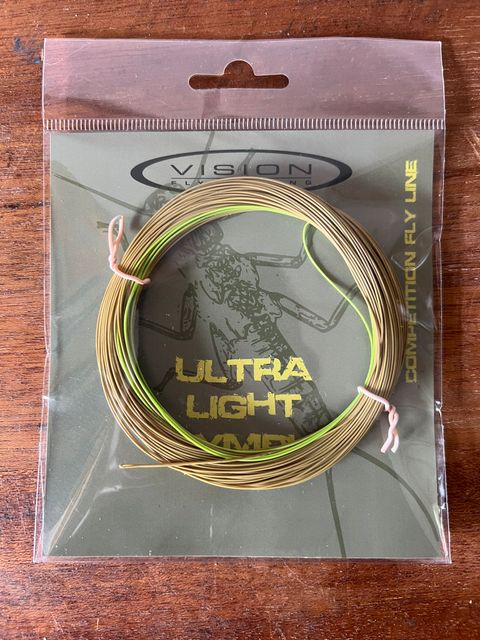 VISION
COMPETITION FLY LINE
ULTRA
LIGHT